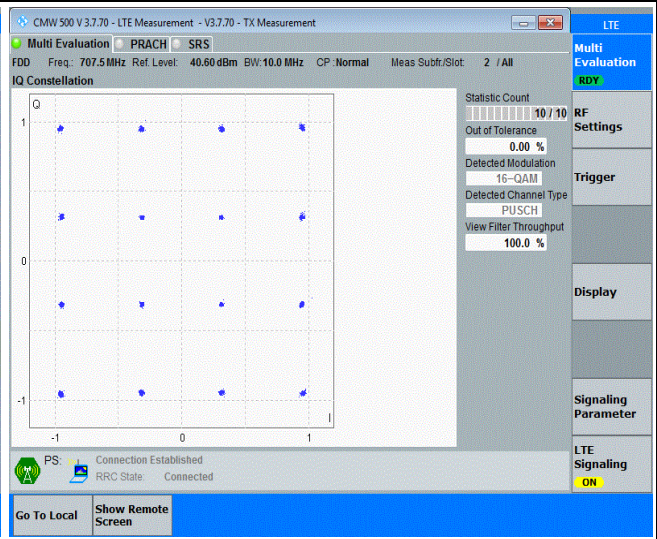 CMW 500 V 3.7.70 - LTE Measurement - V3.7.70 - TX Measurement
LTE
Multi Evaluation PRACH SRS
Multi
Evaluation
RDY
FDD Freq.: 707.5 MHz Ref. Level: 40.60 dBm BW: 10.0 MHz CP : Normal Meas Subfr./Slot: 2 / All
IQ Constellation
Q
1
0
-1
I
-1 0 1
Statistic Count
10 / 10
Out of Tolerance
0.00 %
Detected Modulation
16-QAM
Detected Channel Type
PUSCH
View Filter Throughput
100.0 %
RF
Settings
Trigger
Display
Signaling
Parameter
LTE
Signaling
ON
PS: Connection Established
RRC State: Connected
Go To Local
Show Remote
Screen